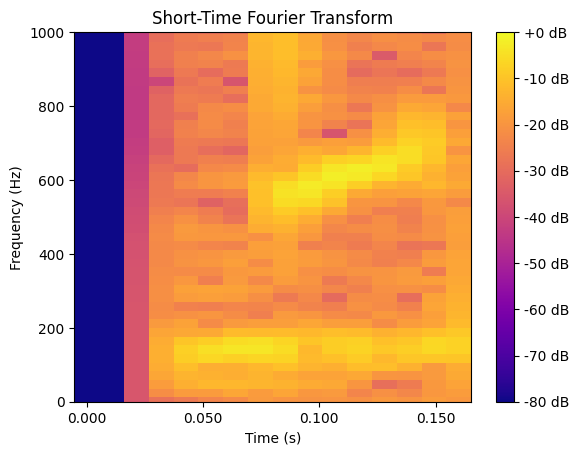 Short-Time Fourier Transform
1000
800
600
400
200
0
Frequency (Hz)
0.000
0.050
0.100
0.150
Time (s)
+0 dB
-10 dB
-20 dB
-30 dB
-40 dB
-50 dB
-60 dB
-70 dB
-80 dB